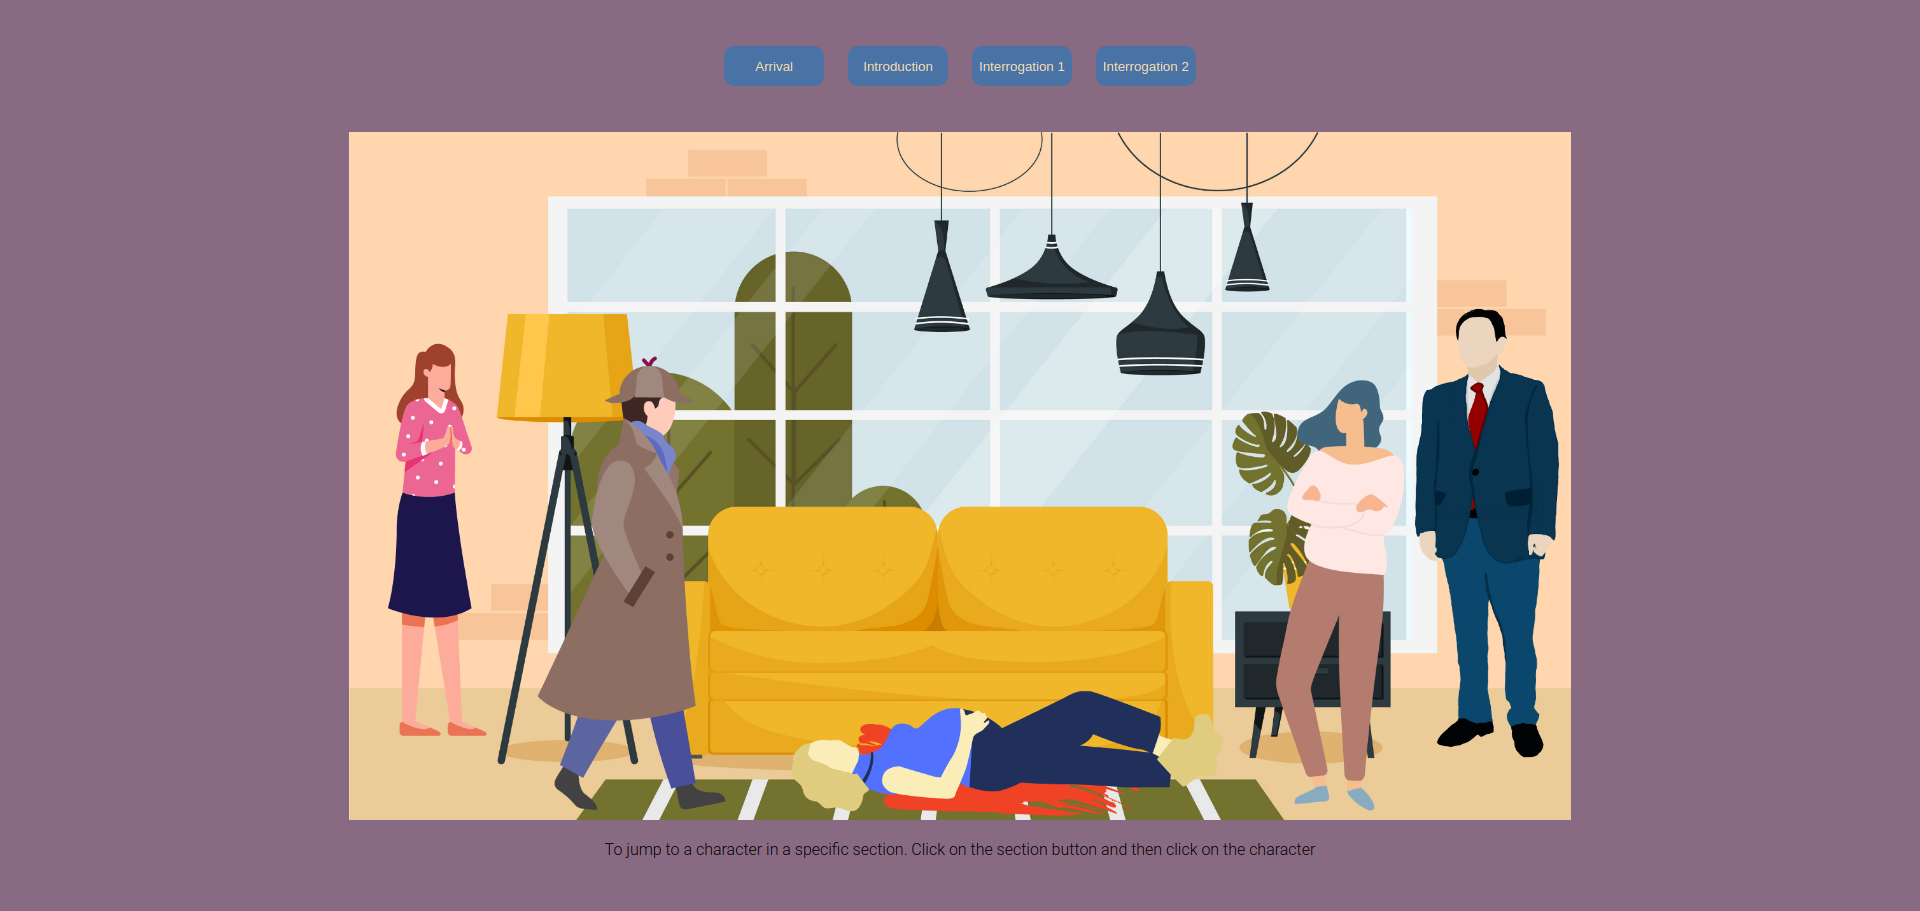 Arrival
Introduction
Interrogation 1
Interrogation 2
To jump to a character in a specific section. Click on the section button and then click on the character